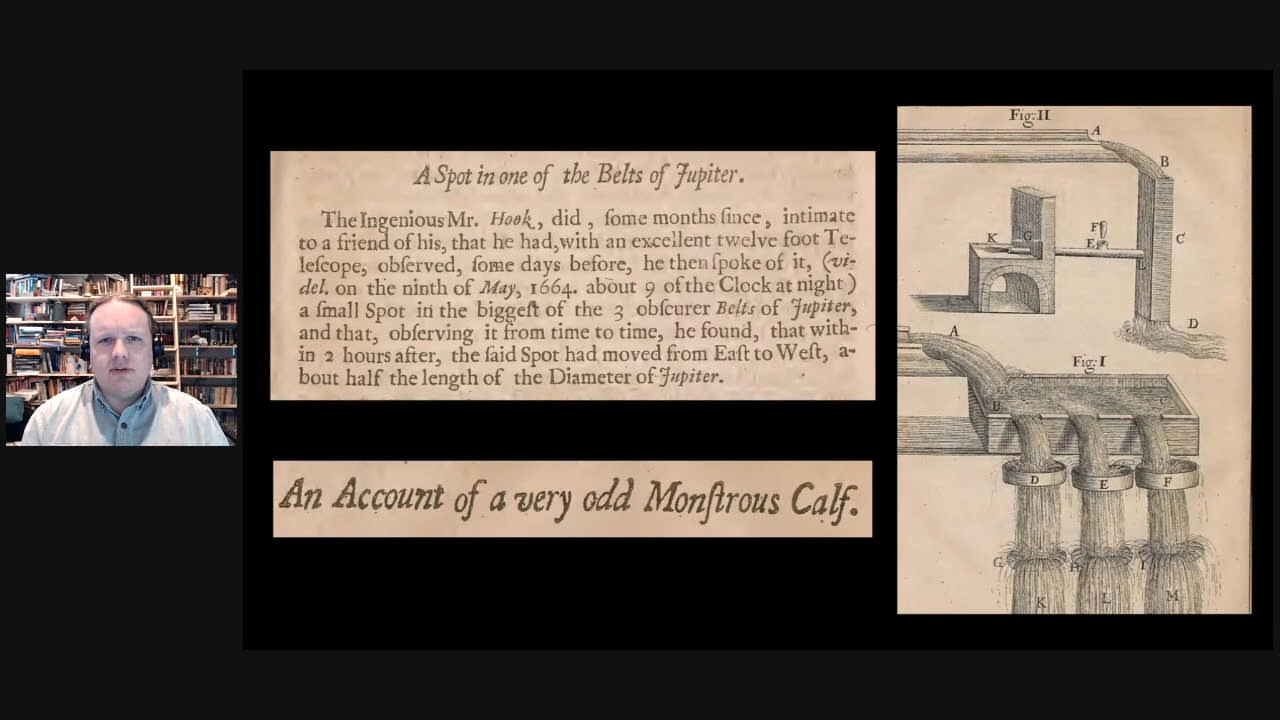 A Spot in one of the Belts of Jupiter.
The Ingenious Mr. Hook, did, ſome months ſince, intimate
to a friend of his, that he had,with an excellent twelve foot Te-
leſcope, obſerved, ſome days before, he then ſpoke of it, (vi-
del. on the ninth of May, 1664. about 9 of the Clock at night)
a ſmall Spot in the biggeſt of the 3 obſcurer Belts of Jupiter,
and that, obſerving it from time to time, he found, that with-
in 2 hours after, the ſaid Spot had moved from Eaſt to Weſt, a-
bout half the length of the Diameter of Jupiter.
An Account of a very odd Monſtrous Calf.
Fig:II
A
B
F
K G
E
C
L
D
Fig:I
A
B
C
D E F
G H I
K L M